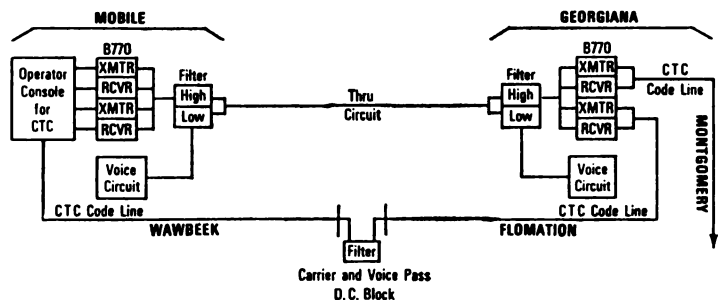 MOBILE
B770
Operator
Console
for
CTC
XMTR
RCVR
XMTR
RCVR
Filter
High
Low
Voice
Circuit
CTC Code Line
WAWBEEK
Thru
Circuit
Filter
Carrier and Voice Pass
D.C. Block
GEORGIANA
B770
Filter
High
Low
XMTR
RCVR
XMTR
RCVR
CTC
Code Line
Voice
Circuit
CTC Code Line
FLOMATION
MONTGOMERY